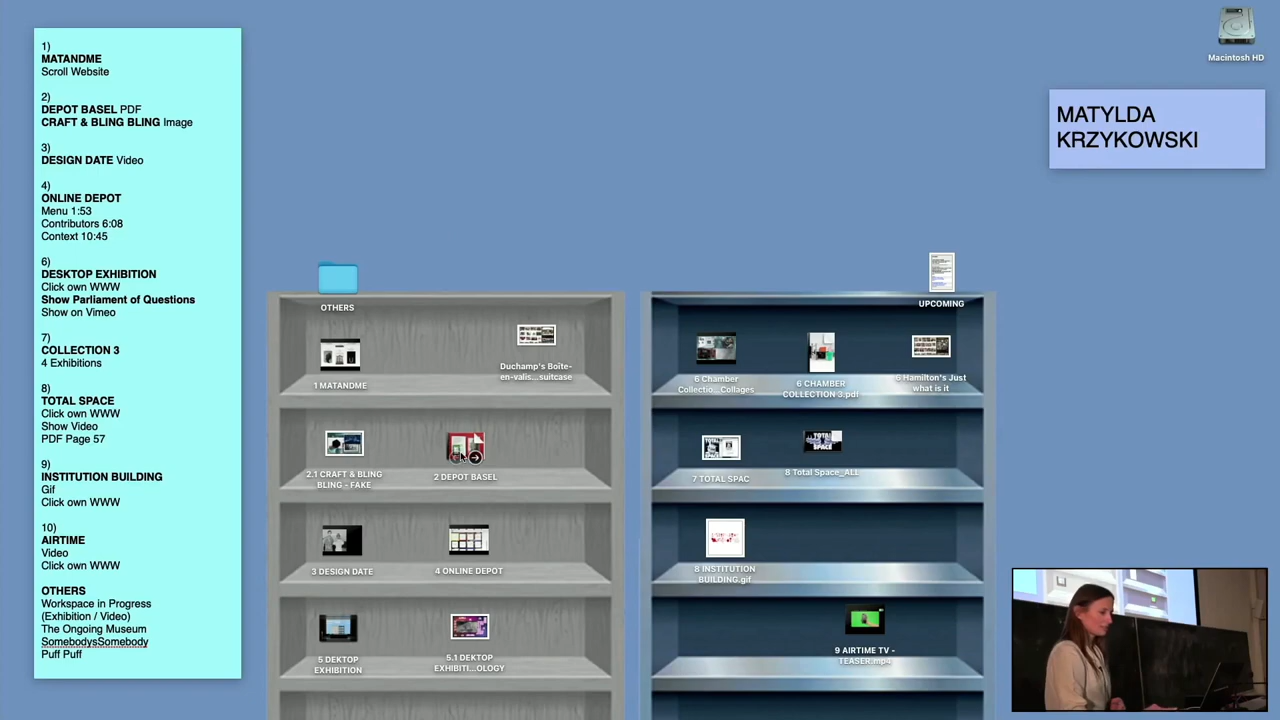 1)
MATANDME
Scroll Website
2)
DEPOT BASEL PDF
CRAFT & BLING BLING Image
3)
DESIGN DATE Video
4)
ONLINE DEPOT
Menu 1:53
Contributors 6:08
Context 10:45
6)
DESKTOP EXHIBITION
Click own WWW
Show Parliament of Questions
Show on Vimeo
7)
COLLECTION 3
4 Exhibitions
8)
TOTAL SPACE
Click own WWW
Show Video
PDF Page 57
9)
INSTITUTION BUILDING
Gif
Click own WWW
10)
AIRTIME
Video
Click own WWW
OTHERS
Workspace in Progress
(Exhibition / Video)
The Ongoing Museum
SomebodysSomebody
Puff Puff
OTHERS
1 MATANDME
Duchamp's Boîte-
en-valis...suitcase
2.1 CRAFT & BLING
BLING - FAKE
2 DEPOT BASEL
3 DESIGN DATE
4 ONLINE DEPOT
5 DEKTOP
EXHIBITION
5.1 DEKTOP
EXHIBITI...OLOGY
UPCOMING
6 Chamber
Collectio...Collages
6 CHAMBER
COLLECTION 3.pdf
6 Hamilton's Just
what is it
7 TOTAL SPAC
8 Total Space_ALL
8 INSTITUTION
BUILDING.gif
9 AIRTIME TV -
TEASER.mp4
Macintosh HD
MATYLDA
KRZYKOWSKI